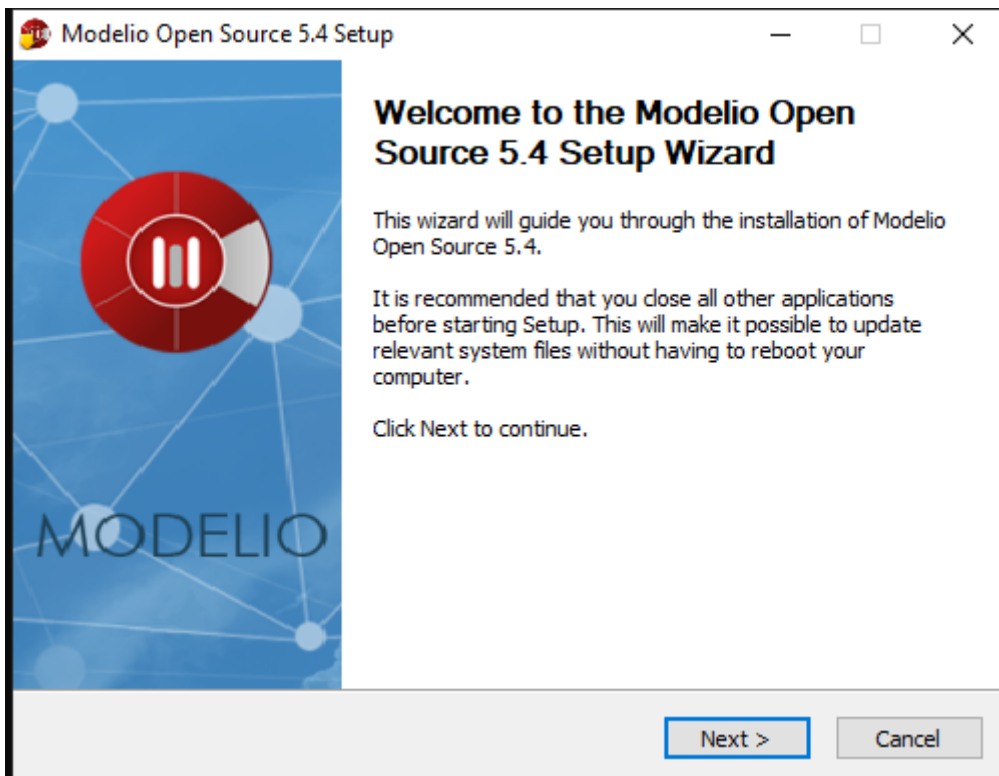 Modelio Open Source 5.4 Setup
Welcome to the Modelio Open
Source 5.4 Setup Wizard
This wizard will guide you through the installation of Modelio
Open Source 5.4.
It is recommended that you close all other applications
before starting Setup. This will make it possible to update
relevant system files without having to reboot your
computer.
Click Next to continue.
MODELIO
Next >
Cancel